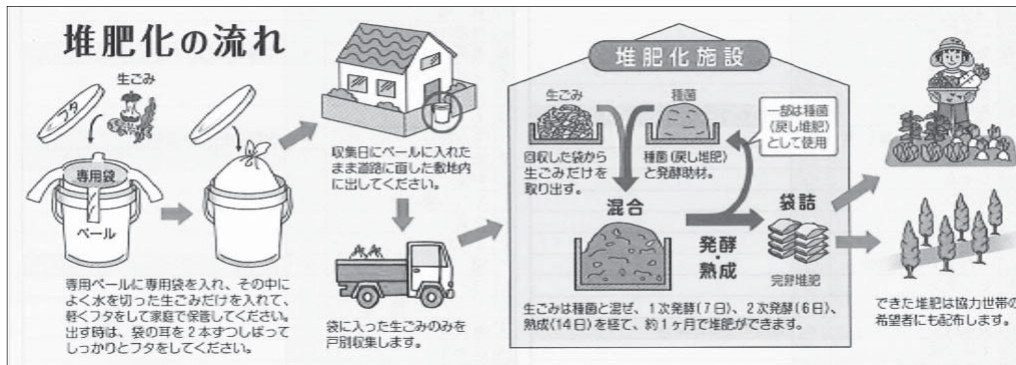 堆肥化の流れ
生ごみ
フタ
専用袋
ペール
専用ペールに専用袋を入れ、その中に
よく水を切った生ごみだけを入れて、
軽くフタをして家庭で保管してください。
出す時は、袋の耳を2本ずつしばって
しっかりとフタをしてください。
収集日にペールに入れた
まま道路に面した敷地内
に出してください。
袋に入った生ごみのみを
戸別収集します。
堆肥化施設
生ごみ
回収した袋から
生ごみだけを
取り出す。
種菌
種菌(戻し堆肥)
と発酵助材。
一部は種菌
(戻し堆肥)
として使用
混合
発酵・熟成
袋詰
完熟堆肥
生ごみは種菌と混ぜ、1次発酵(7日)、2次発酵(6日)、
熟成(14日)を経て、約1ヶ月で堆肥ができます。
できた堆肥は協力世帯の
希望者にも配布します。